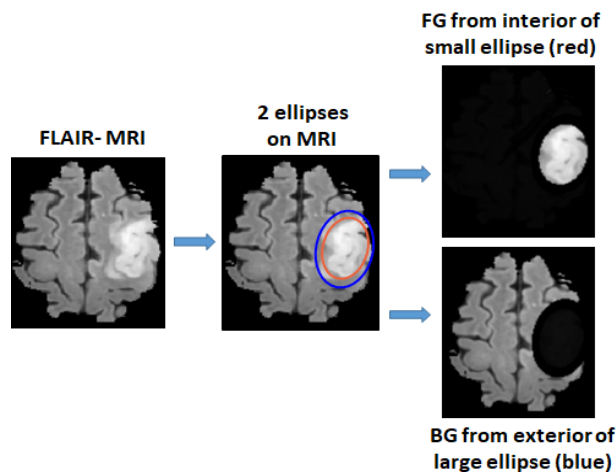 FLAIR- MRI
2 ellipses
on MRI
FG from interior of
small ellipse (red)
BG from exterior of
large ellipse (blue)